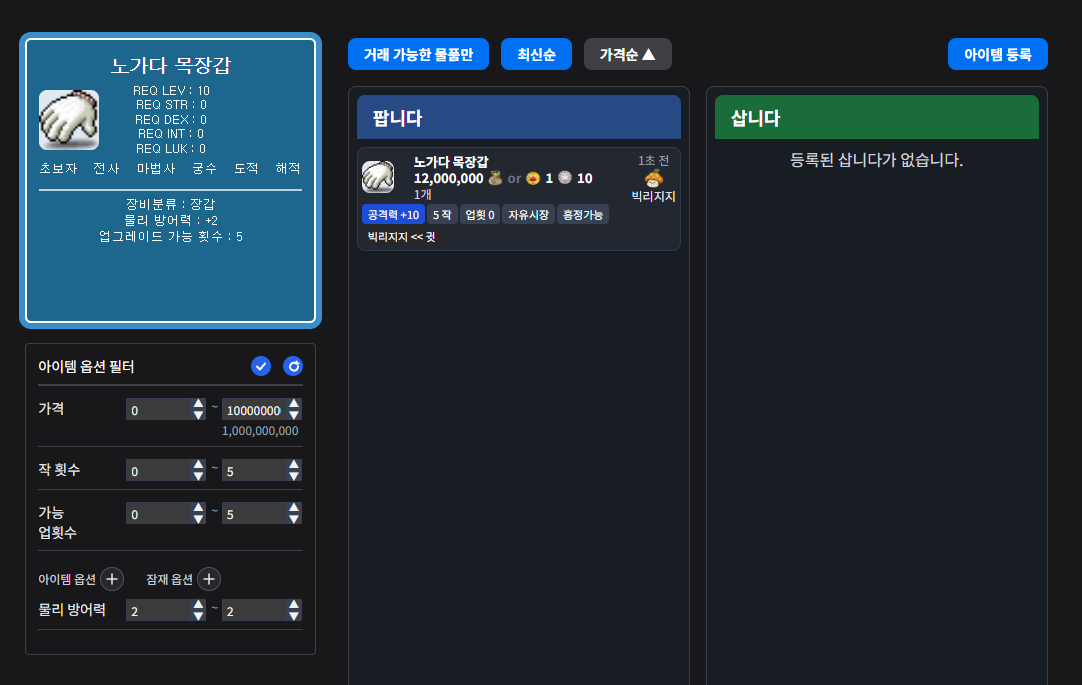 노가다 목장갑
REQ LEV : 10
REQ STR : 0
REQ DEX : 0
REQ INT : 0
REQ LUK : 0
초보자 전사 마법사 궁수 도적 해적
장비분류 : 장갑
물리 방어력 : +2
업그레이드 가능 횟수 : 5
아이템 옵션 필터
가격 0 ~ 10000000
1,000,000,000
작 횟수 0 ~ 5
가능
업횟수 0 ~ 5
아이템 옵션 + 잠재 옵션 +
물리 방어력 2 ~ 2
거래 가능한 물품만 최신순 가격순 ▲ 아이템 등록
팝니다
노가다 목장갑 1초 전
12,000,000 or 1 10
1개 빅리지지
공격력 +10 5 작 업횟 0 자유시장 흥정가능
빅리지지 << 귓
삽니다
등록된 삽니다가 없습니다.